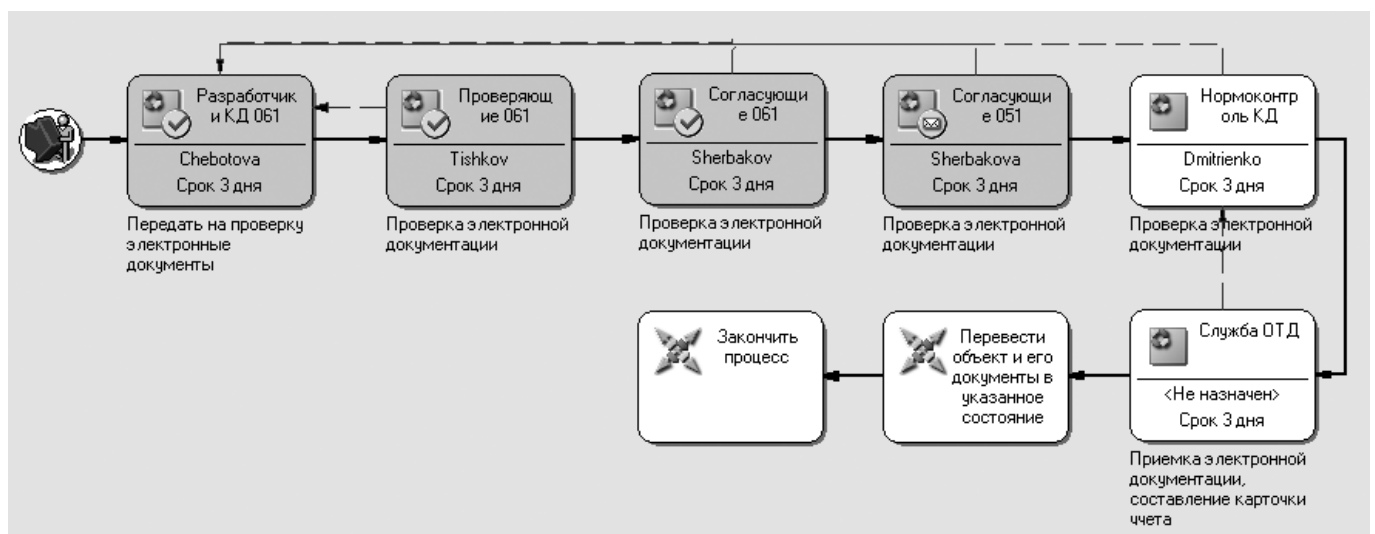 Разработчик
и КД 061
Chebotova
Срок 3 дня
Передать на проверку
электронные
документы
Проверяющ
ие 061
Tishkov
Срок 3 дня
Проверка электронной
документации
Согласующи
е 061
Sherbakov
Срок 3 дня
Проверка электронной
документации
Согласующи
е 051
Sherbakova
Срок 3 дня
Проверка электронной
документации
Нормоконтр
оль КД
Dmitrienko
Срок 3 дня
Проверка электронной
документации
Закончить
процесс
Перевести
объект и его
документы в
указанное
состояние
Служба ОТД
<Не назначен>
Срок 3 дня
Приемка электронной
документации,
составление карточки
учета